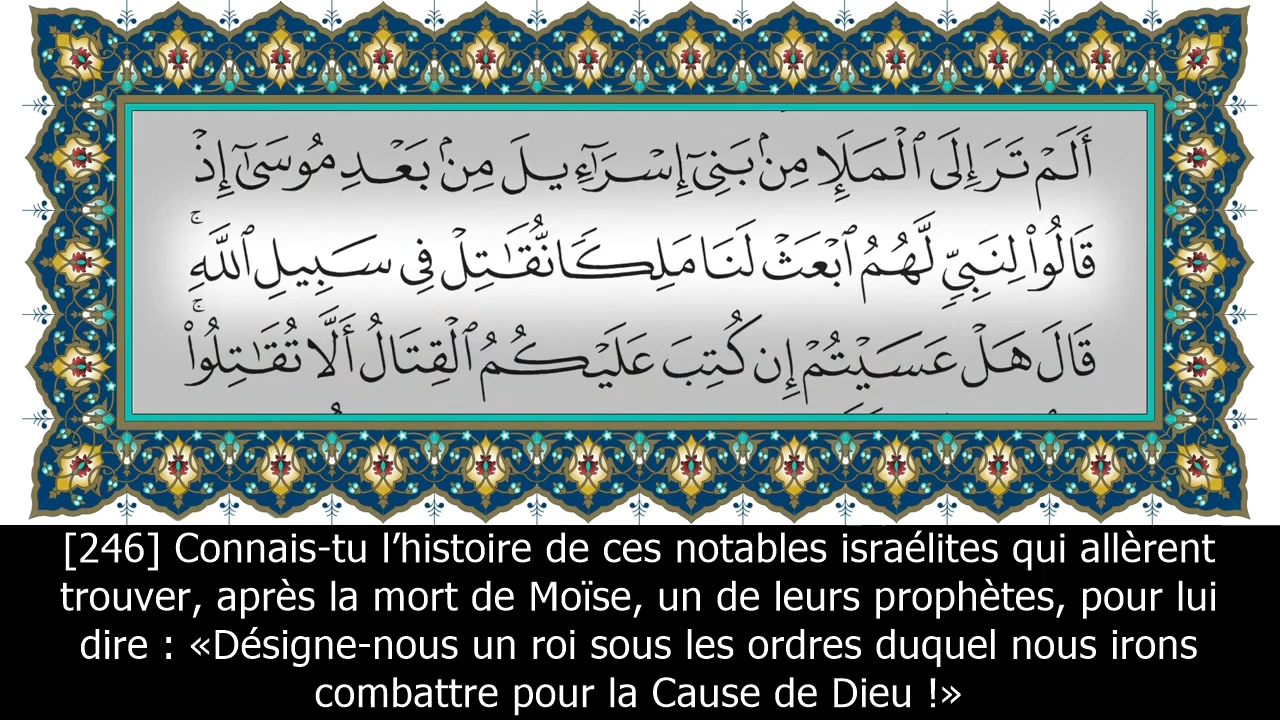 أَلَمْ تَرَ إِلَى ٱلْمَلَإِ مِنۢ بَنِىٓ إِسْرَٰٓءِيلَ مِنۢ بَعْدِ مُوسَىٰٓ إِذْ
قَالُوا۟ لِنَبِىٍّ لَّهُمُ ٱبْعَثْ لَنَا مَلِكًا نُّقَٰتِلْ فِى سَبِيلِ ٱللَّهِ ۖ
قَالَ هَلْ عَسَيْتُمْ إِن كُتِبَ عَلَيْكُمُ ٱلْقِتَالُ أَلَّا تُقَٰتِلُوا۟ ۖ
[246] Connais-tu l’histoire de ces notables israélites qui allèrent
trouver, après la mort de Moïse, un de leurs prophètes, pour lui
dire : «Désigne-nous un roi sous les ordres duquel nous irons
combattre pour la Cause de Dieu !»